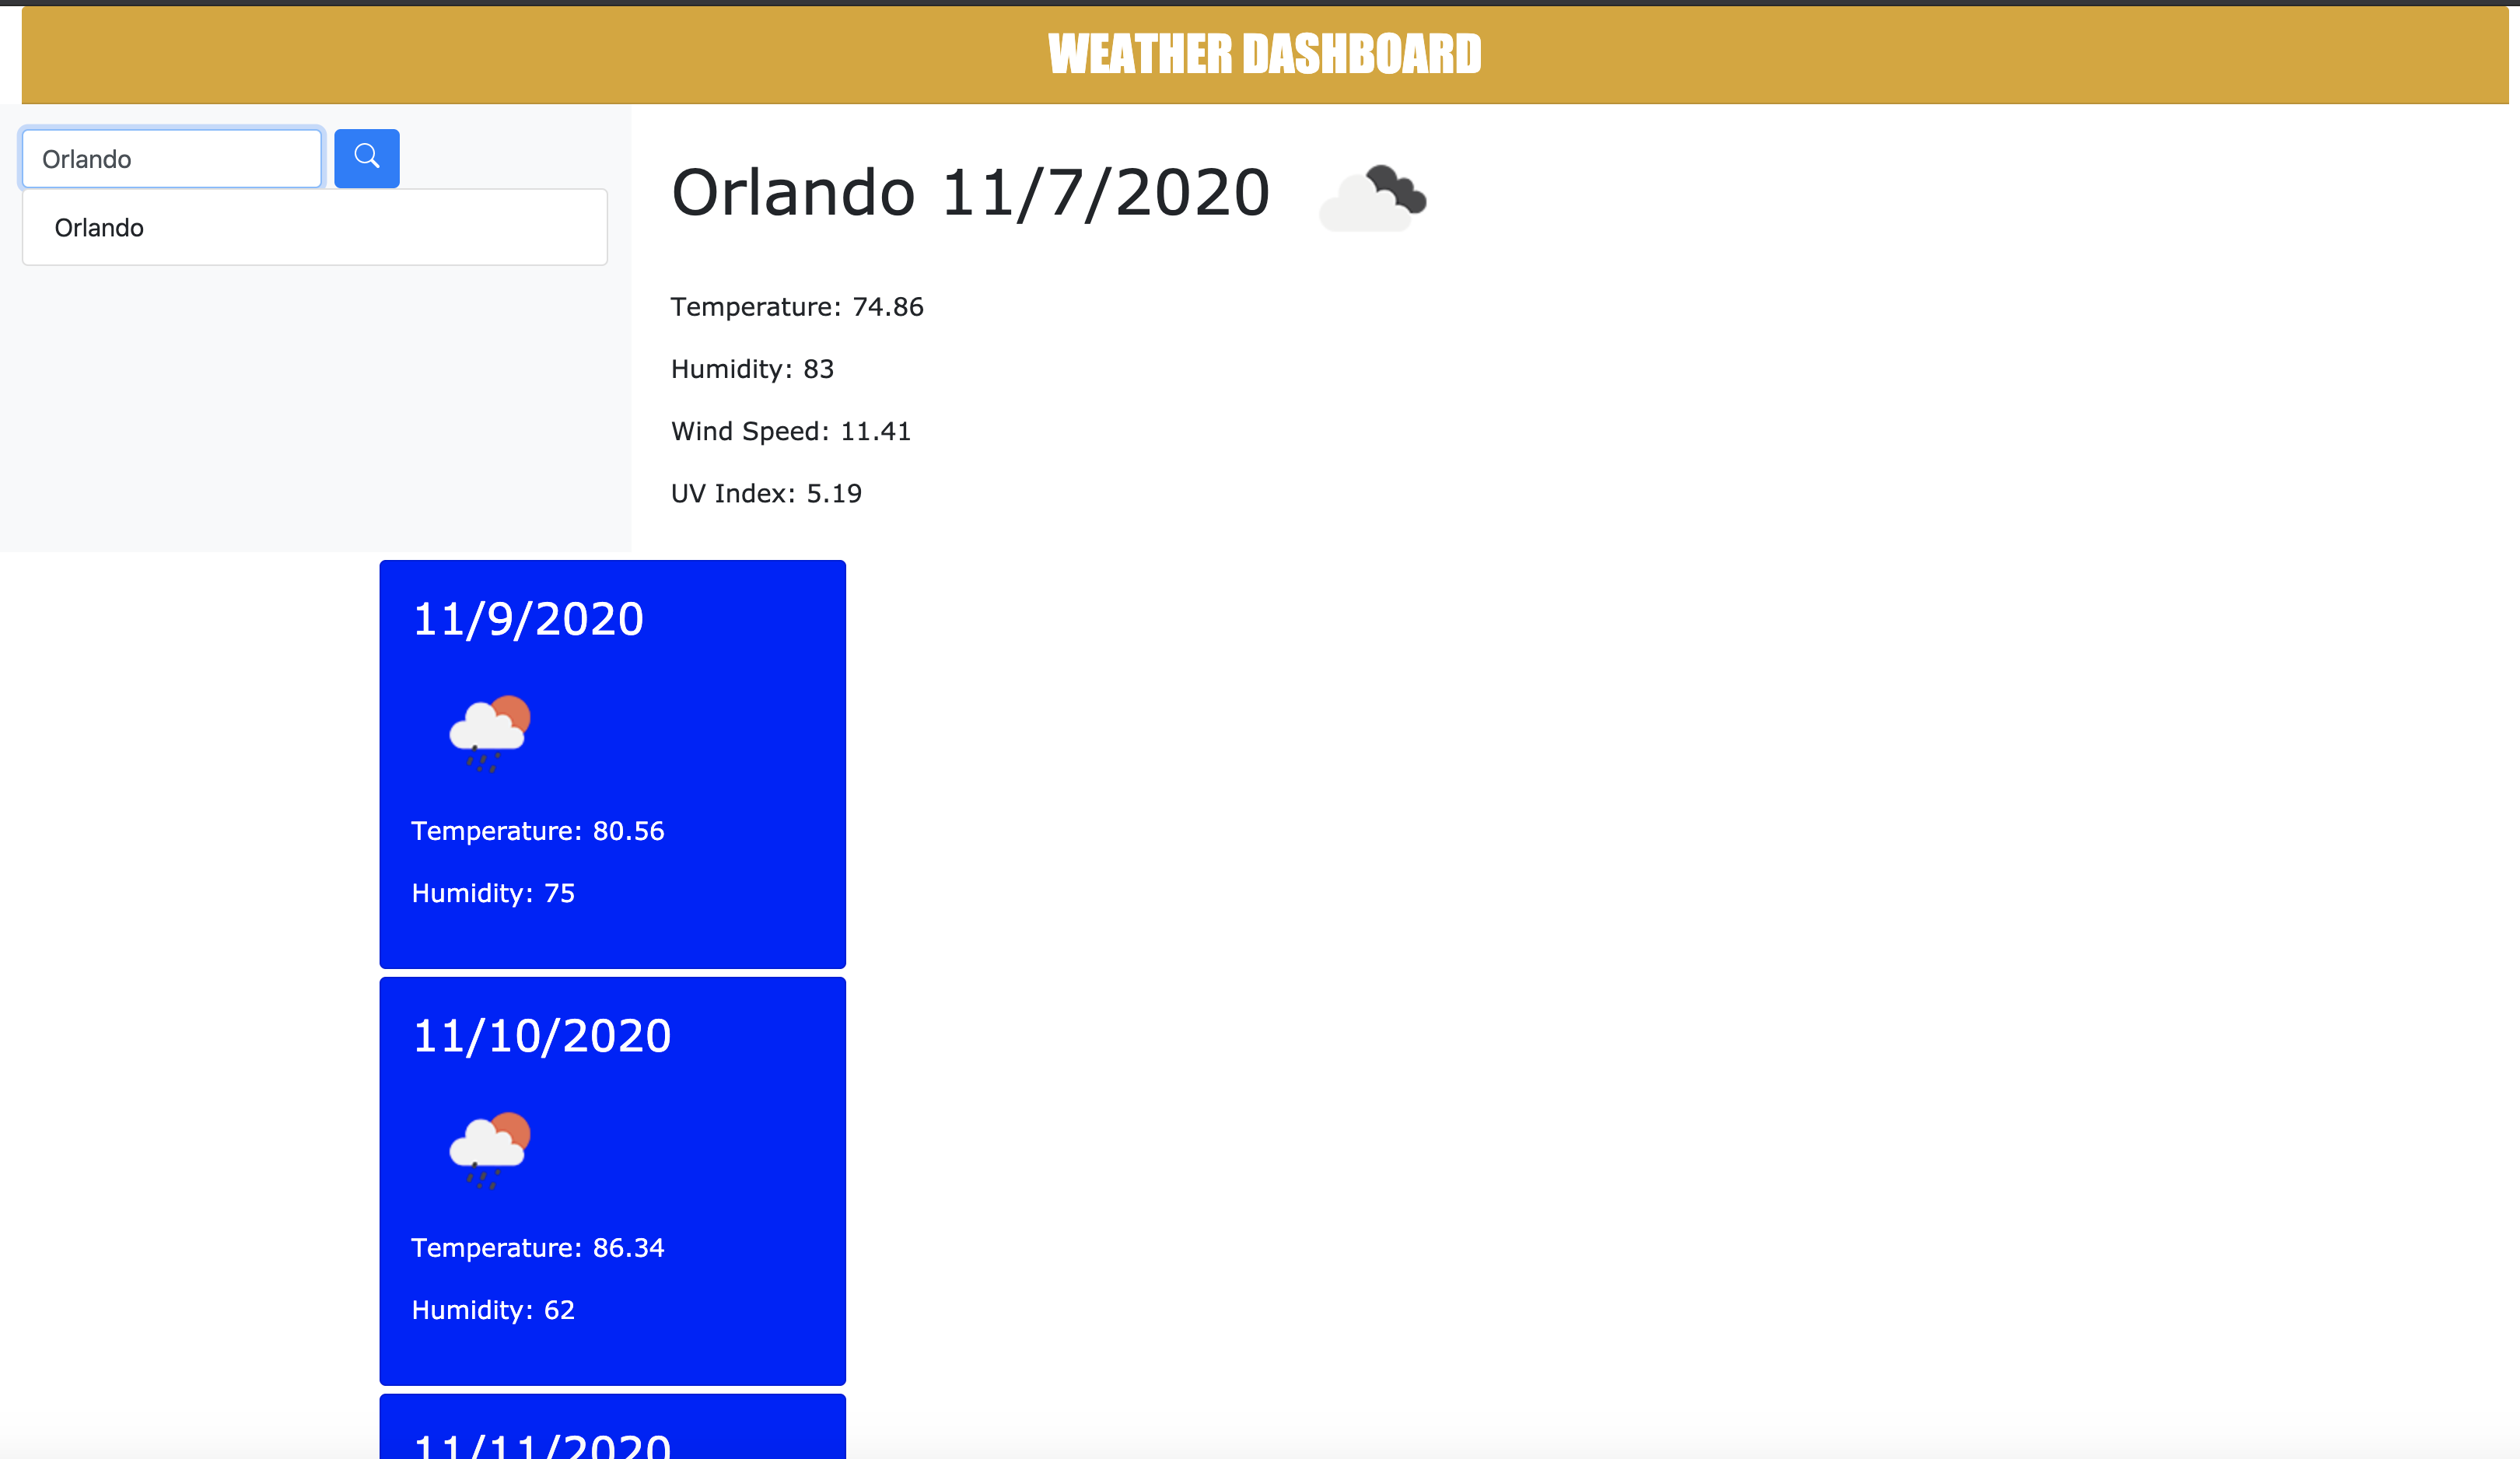 WEATHER DASHBOARD
Orlando
Orlando
Orlando 11/7/2020
Temperature: 74.86
Humidity: 83
Wind Speed: 11.41
UV Index: 5.19
11/9/2020
Temperature: 80.56
Humidity: 75
11/10/2020
Temperature: 86.34
Humidity: 62
11/11/2020